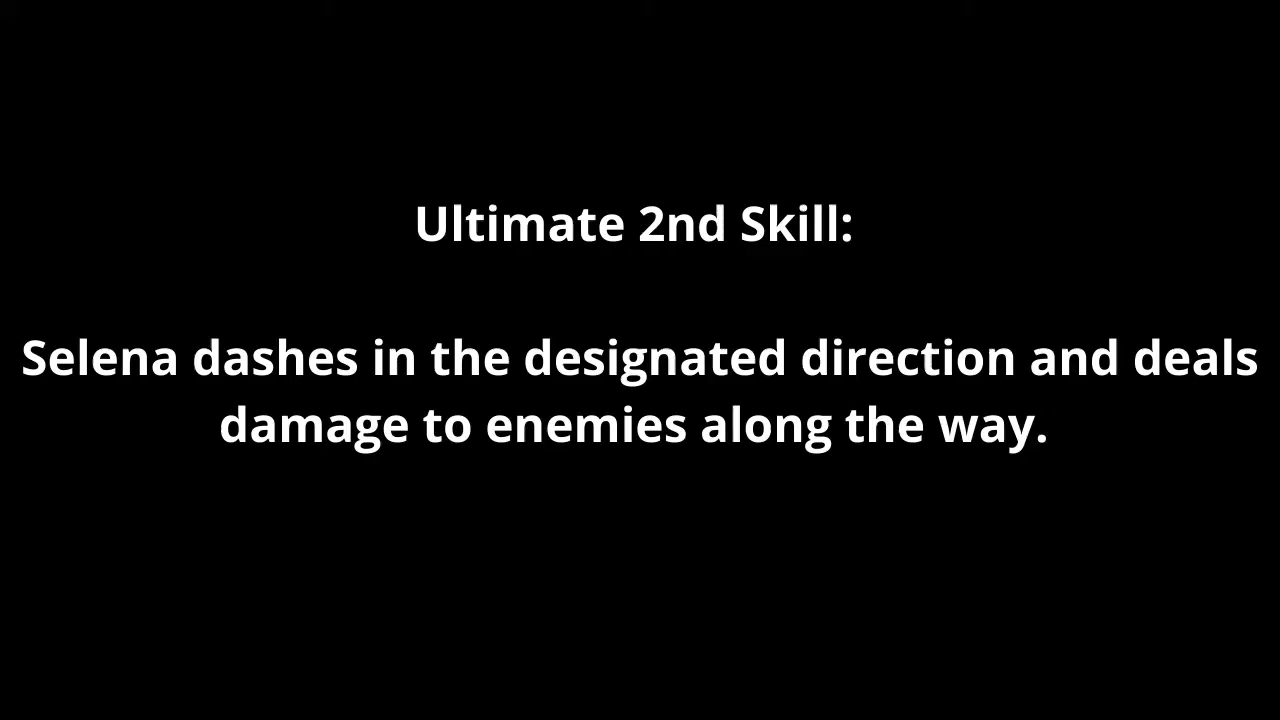 Ultimate 2nd Skill:
Selena dashes in the designated direction and deals
damage to enemies along the way.